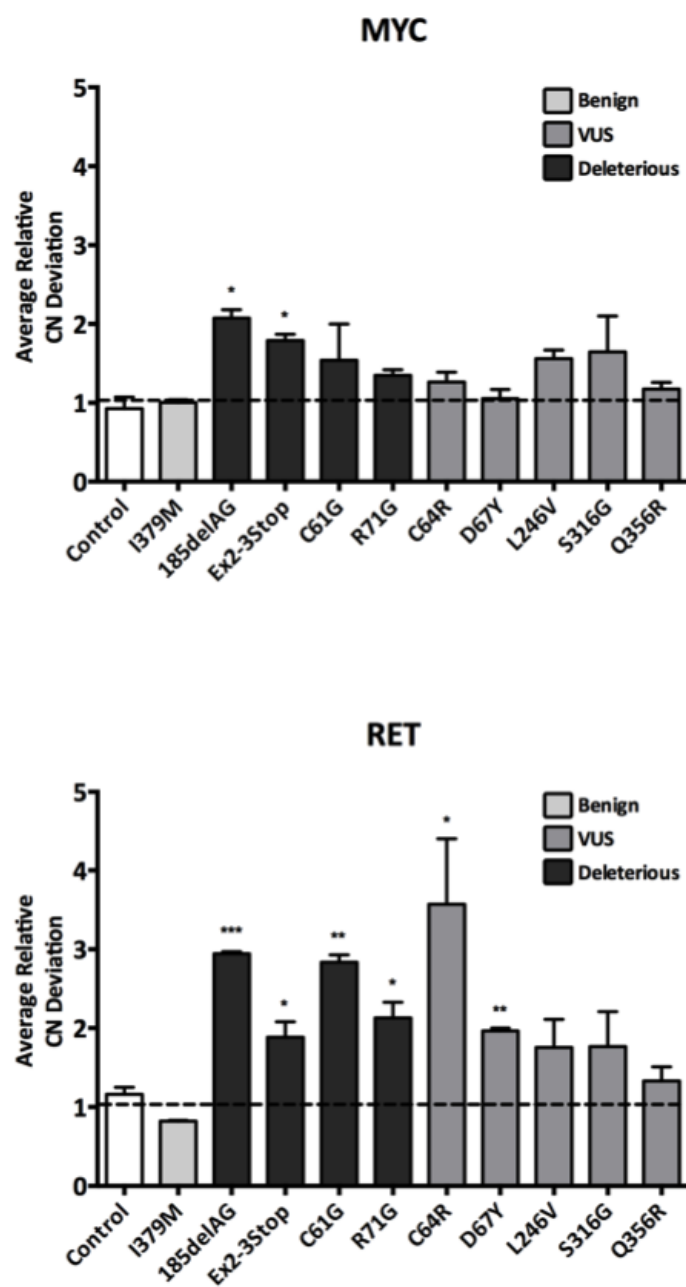 MYC
Average Relative
CN Deviation
5
4
3
2
1
0
Benign
VUS
Deleterious
*
*
Control
I379M
185delAG
Ex2-3Stop
C61G
R71G
C64R
D67Y
L246V
S316G
Q356R
RET
Average Relative
CN Deviation
5
4
3
2
1
0
Benign
VUS
Deleterious
***
*
**
*
*
**
Control
I379M
185delAG
Ex2-3Stop
C61G
R71G
C64R
D67Y
L246V
S316G
Q356R